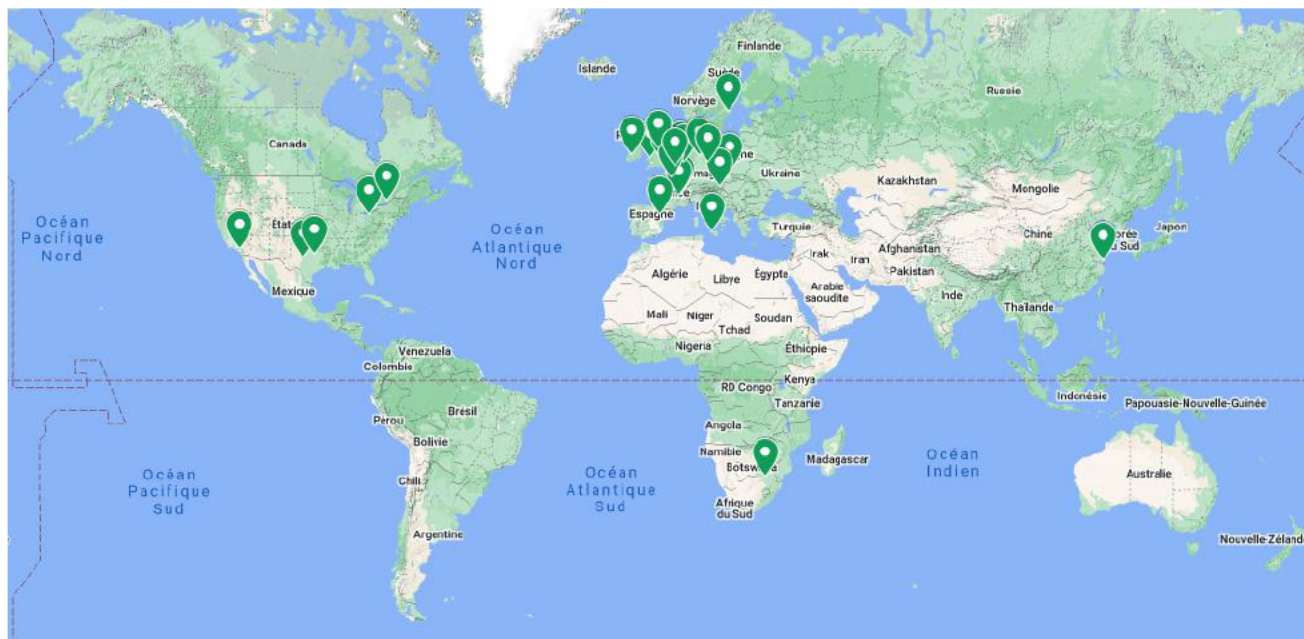 Finlande
Islande
Suède
Russie
Norvège
Canada
Ukraine
Kazakhstan
Mongolie
Océan
Pacifique
Nord
Océan
Atlantique
Nord
Espagne
Turquie
Chine
du Sud
Japon
Irak
Iran
Afghanistan
Pakistan
Algérie
Libye
Égypte
Arabie
saoudite
Inde
Mexique
Mali
Niger
Tchad
Soudan
Thaïlande
Nigeria
Éthiopie
Venezuela
Colombie
RD Congo
Kenya
Tanzanie
Indonésie
Papouasie-Nouvelle-Guinée
Pérou
Brésil
Angola
Bolivie
Namibie
Madagascar
Océan
Indien
Océan
Pacifique
Sud
Océan
Atlantique
Sud
Chili
Australie
Afrique
du Sud
Argentine